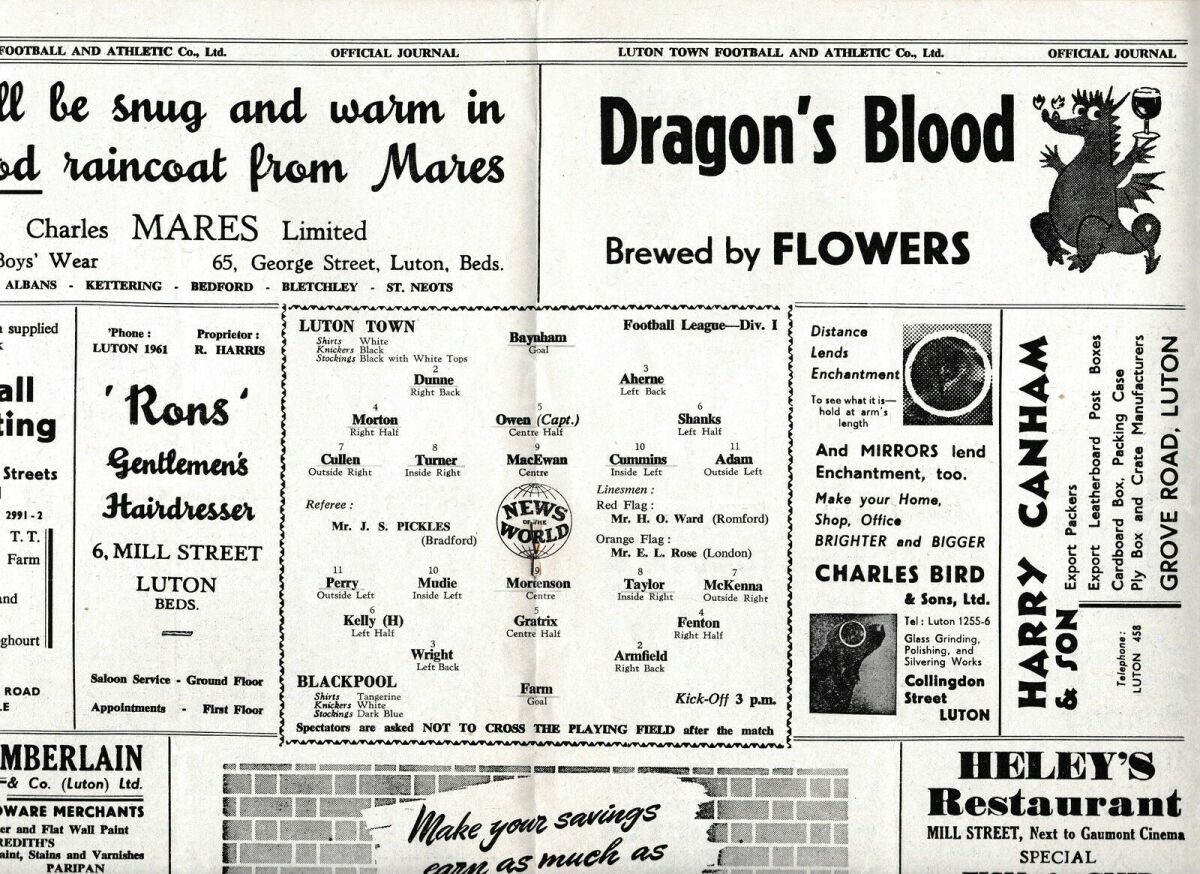 FOOTBALL AND ATHLETIC Co., Ltd.
OFFICIAL JOURNAL
LUTON TOWN FOOTBALL AND ATHLETIC Co., Ltd.
OFFICIAL JOURNAL
ll be snug and warm in
od raincoat from Mares
Charles MARES Limited
Boys' Wear
65, George Street, Luton, Beds.
ALBANS - KETTERING - BEDFORD - BLETCHLEY - ST. NEOTS
Dragon's Blood
Brewed by FLOWERS
supplied
all
ting
Streets
2991-2
T. T.
Farm
and
oghourt
ROAD
LE
'Phone :
LUTON 1961
Proprietor :
R. HARRIS
'Rons'
Gentlemen's
Hairdresser
6, MILL STREET
LUTON
BEDS.
Saloon Service - Ground Floor
Appointments - First Floor
LUTON TOWN
Shirts White
Knickers Black
Stockings Black with White Tops
Football League—Div. I
Baynham
Goal
2 3
Dunne Aherne
Right Back Left Back
4 5 6
Morton Owen (Capt.) Shanks
Right Half Centre Half Left Half
7 8 9 10 11
Cullen Turner MacEwan Cummins Adam
Outside Right Inside Right Centre Inside Left Outside Left
Referee :
Mr. J. S. PICKLES
(Bradford)
NEWS
OF THE
WORLD
Linesmen :
Red Flag :
Mr. H. O. Ward (Romford)
Orange Flag :
Mr. E. L. Rose (London)
11 10 9 8 7
Perry Mudie Mortenson Taylor McKenna
Outside Left Inside Left Centre Inside Right Outside Right
6 5 4
Kelly (H) Gratrix Fenton
Left Half Centre Half Right Half
3 2
Wright Armfield
Left Back Right Back
BLACKPOOL
Shirts Tangerine
Knickers White
Stockings Dark Blue
Farm
Goal
Kick-Off 3 p.m.
Spectators are asked NOT TO CROSS THE PLAYING FIELD after the match
Distance
Lends
Enchantment
To see what it is—
hold at arm's
length
And MIRRORS lend
Enchantment, too.
Make your Home,
Shop, Office
BRIGHTER and BIGGER
CHARLES BIRD
& Sons, Ltd.
Tel : Luton 1255-6
Glass Grinding,
Polishing, and
Silvering Works
Collingdon
Street
LUTON
HARRY CANHAM
& SON
Export Packers
Export Leatherboard Post Boxes
Cardboard Box, Packing Case
Ply Box and Crate Manufacturers
GROVE ROAD, LUTON
Telephone :
LUTON 458
MBERLAIN
& Co. (Luton) Ltd.
DWARE MERCHANTS
er and Flat Wall Paint
REDITH'S
aint, Stains and Varnishes
PARIPAN
Make your savings
earn as much as
HELEY'S
Restaurant
MILL STREET, Next to Gaumont Cinema
SPECIAL